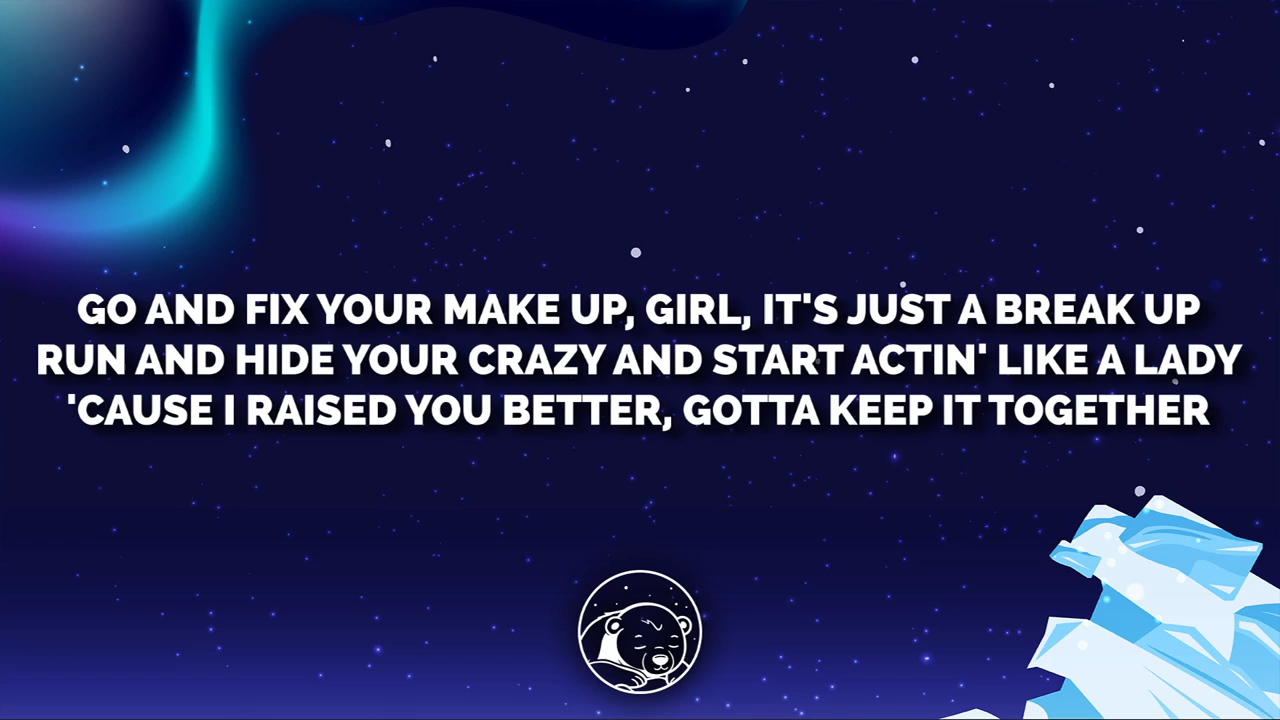 GO AND FIX YOUR MAKE UP, GIRL, IT'S JUST A BREAK UP
RUN AND HIDE YOUR CRAZY AND START ACTIN' LIKE A LADY
'CAUSE I RAISED YOU BETTER, GOTTA KEEP IT TOGETHER